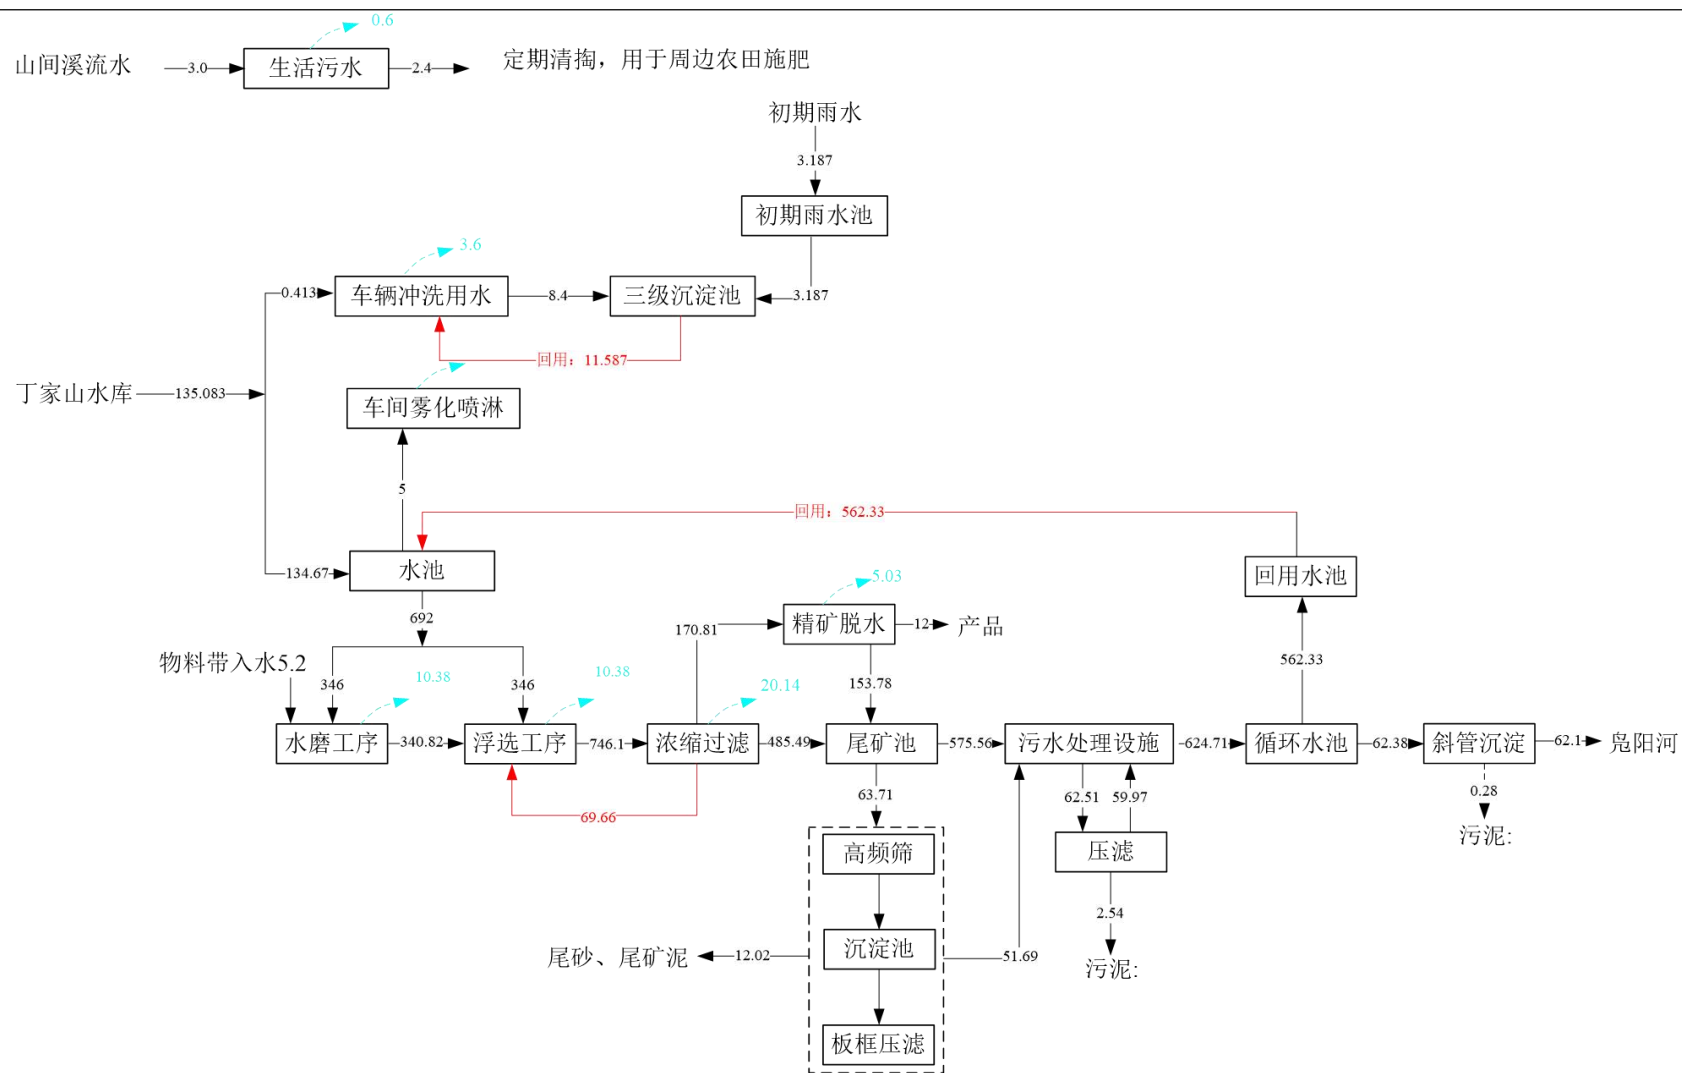 0.6
山间溪流水
3.0
生活污水
2.4
定期清掏，用于周边农田施肥
初期雨水
3.187
初期雨水池
3.6
0.413
车辆冲洗用水
8.4
三级沉淀池
3.187
回用：11.587
丁家山水库
135.083
车间雾化喷淋
5
回用：562.33
134.67
水池
回用水池
692
5.03
170.81
精矿脱水
12
产品
物料带入水5.2
346
10.38
346
10.38
20.14
153.78
562.33
水磨工序
340.82
浮选工序
746.1
浓缩过滤
485.49
尾矿池
575.56
污水处理设施
624.71
循环水池
62.38
斜管沉淀
62.1
凫阳河
69.66
63.71
62.51
59.97
0.28
污泥:
高频筛
压滤
2.54
污泥:
尾砂、尾矿泥
12.02
沉淀池
51.69
板框压滤